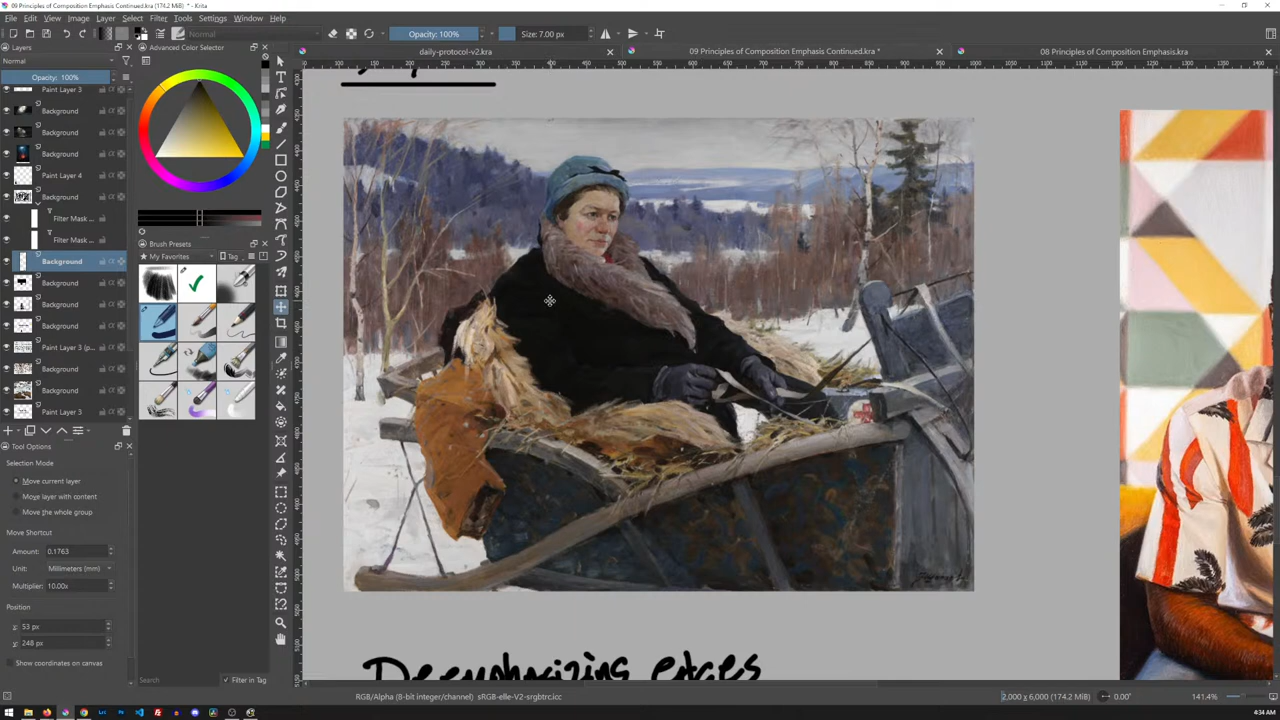 09 Principles of Composition Emphasis Continued.kra (174.2 MiB) * - Krita
File Edit View Image Layer Select Filter Tools Settings Window Help
Normal Opacity: 100% Size: 7.00 px
Layers Advanced Color Selector daily-protocol-v2.kra 09 Principles of Composition Emphasis Continued.kra * 08 Principles of Composition Emphasis.kra
Normal
Opacity: 100%
Paint Layer 3
Background
Background
Background
Paint Layer 4
Background
Filter Mask ...
Filter Mask ...
Background
Background
Background
Background
Paint Layer 3 (p...
Background
Background
Paint Layer 3
Brush Presets
My Favorites Tag
Tool Options
Selection Mode
Move current layer
Move layer with content
Move the whole group
Move Shortcut
Amount: 0.1763
Unit: Millimeters (mm)
Multiplier: 10.00x
Position
x: 53 px
y: 248 px
Show coordinates on canvas
Search Filter in Tag
Deemphasizing edges
RGB/Alpha (8-bit integer/channel) sRGB-elle-V2-srgbtrc.icc 2,000 x 6,000 (174.2 MiB) 0.00° 141.4%
4:34 AM